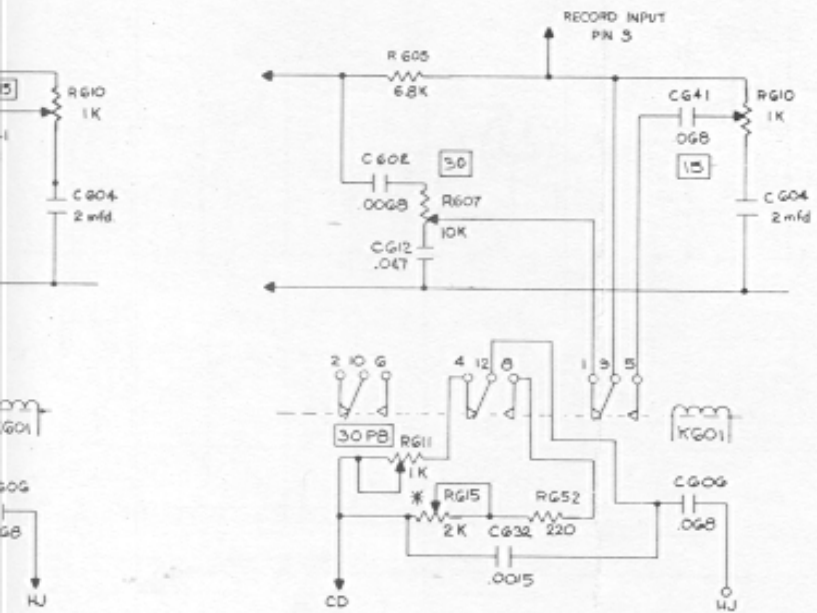 RECORD INPUT
PIN 3
R605
6.8K
R610
1K
C604
2 mfd.
C641
.068
15
R610
1K
C602
.0068
30
R607
10K
C612
.047
C604
2 mfd
2 10 6
4 12 8
1 9 5
30 PB
R611
1K
K601
K601
*
R615
2K
R652
220
C632
.0015
C606
.068
606
68
HJ
CD
HJ